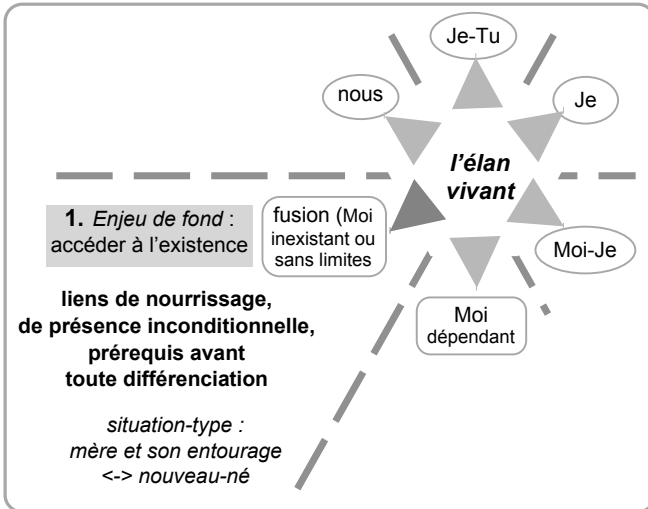 Je-Tu
nous
Je
l'élan
vivant
1. Enjeu de fond :
accéder à l'existence
fusion (Moi
inexistant ou
sans limites
Moi-Je
Moi
dépendant
liens de nourrissage,
de présence inconditionnelle,
prérequis avant
toute différenciation
situation-type :
mère et son entourage
<-> nouveau-né